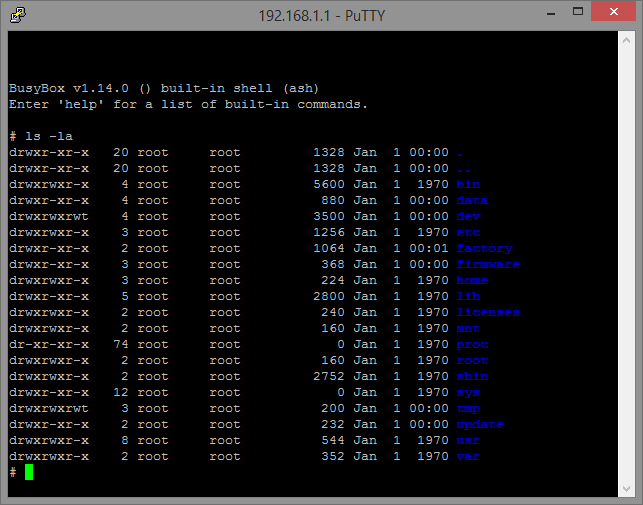 192.168.1.1 - PuTTY
BusyBox v1.14.0 () built-in shell (ash)
Enter 'help' for a list of built-in commands.
# ls -la
drwxr-xr-x   20 root     root         1328 Jan  1 00:00 .
drwxr-xr-x   20 root     root         1328 Jan  1 00:00 ..
drwxrwxr-x    4 root     root         5600 Jan  1  1970 bin
drwxr-xr-x    4 root     root          880 Jan  1 00:00 data
drwxrwxrwt    4 root     root         3500 Jan  1 00:00 dev
drwxrwxr-x    3 root     root         1256 Jan  1  1970 etc
drwxr-xr-x    2 root     root         1064 Jan  1 00:01 factory
drwxr-xr-x    3 root     root          368 Jan  1 00:00 firmware
drwxrwxr-x    3 root     root          224 Jan  1  1970 home
drwxrwxr-x    5 root     root         2800 Jan  1  1970 lib
drwxrwxr-x    2 root     root          240 Jan  1  1970 licenses
drwxrwxr-x    2 root     root          160 Jan  1  1970 mnt
dr-xr-xr-x   74 root     root            0 Jan  1  1970 proc
drwxrwxr-x    2 root     root          160 Jan  1  1970 root
drwxrwxr-x    2 root     root         2752 Jan  1  1970 sbin
drwxr-xr-x   12 root     root            0 Jan  1  1970 sys
drwxrwxrwt    3 root     root          200 Jan  1 00:00 tmp
drwxr-xr-x    2 root     root          232 Jan  1 00:00 update
drwxrwxr-x    8 root     root          544 Jan  1  1970 usr
drwxrwxr-x    2 root     root          352 Jan  1  1970 var
#